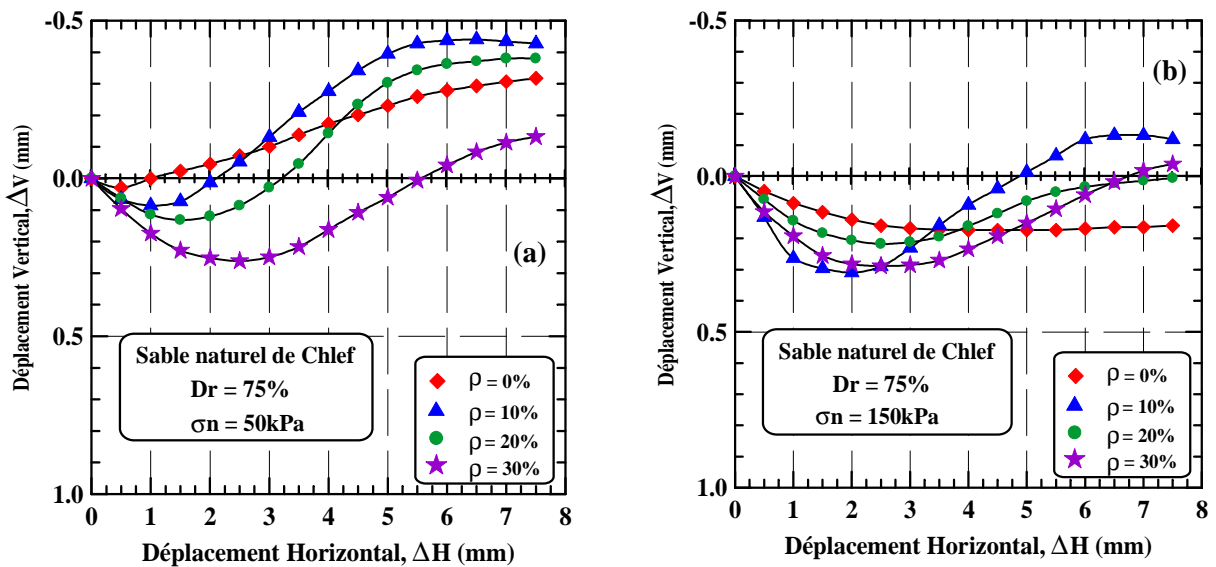 -0.5
0.0
0.5
1.0
0 1 2 3 4 5 6 7 8
Déplacement Vertical, ΔV (mm)
Déplacement Horizontal, ΔH (mm)
(a)
Sable naturel de Chlef
Dr = 75%
σn = 50kPa
ρ = 0%
ρ = 10%
ρ = 20%
ρ = 30%
-0.5
0.0
0.5
1.0
0 1 2 3 4 5 6 7 8
Déplacement Vertical, ΔV (mm)
Déplacement Horizontal, ΔH (mm)
(b)
Sable naturel de Chlef
Dr = 75%
σn = 150kPa
ρ = 0%
ρ = 10%
ρ = 20%
ρ = 30%